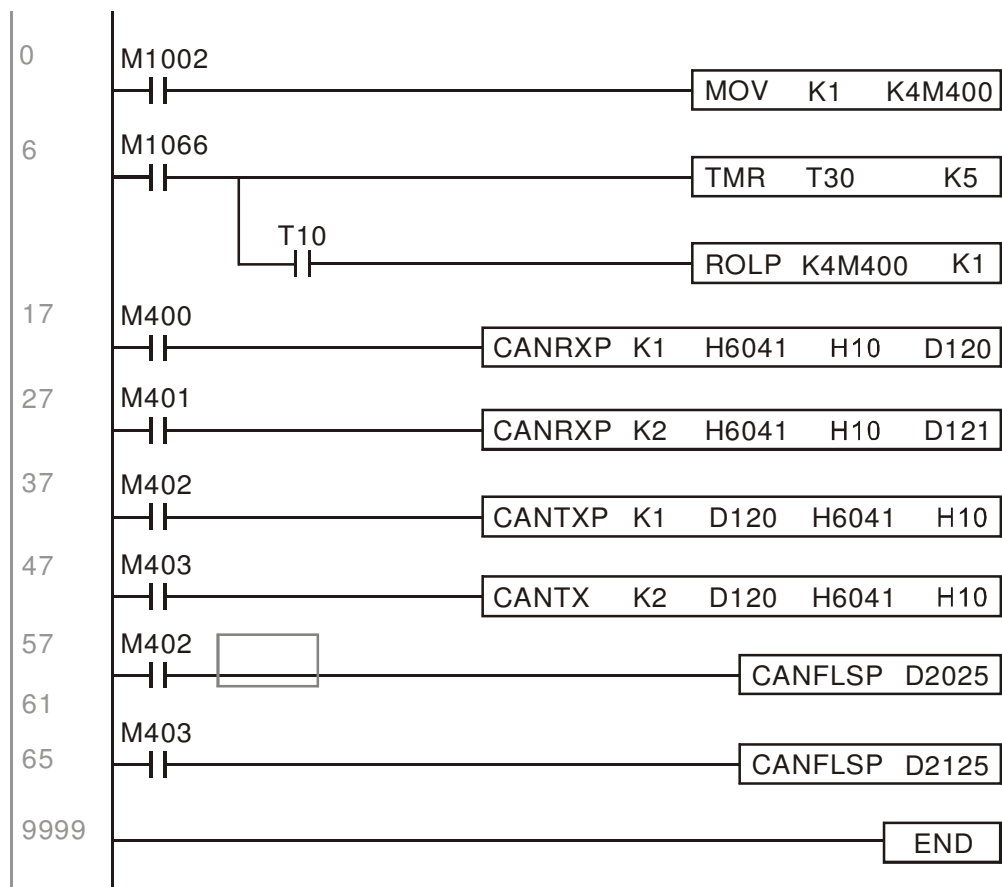 0
M1002
MOV K1 K4M400
6
M1066
TMR T30 K5
T10
ROLP K4M400 K1
17
M400
CANRXP K1 H6041 H10 D120
27
M401
CANRXP K2 H6041 H10 D121
37
M402
CANTXP K1 D120 H6041 H10
47
M403
CANTX K2 D120 H6041 H10
57
M402
CANFLSP D2025
61
M403
65
CANFLSP D2125
9999
END